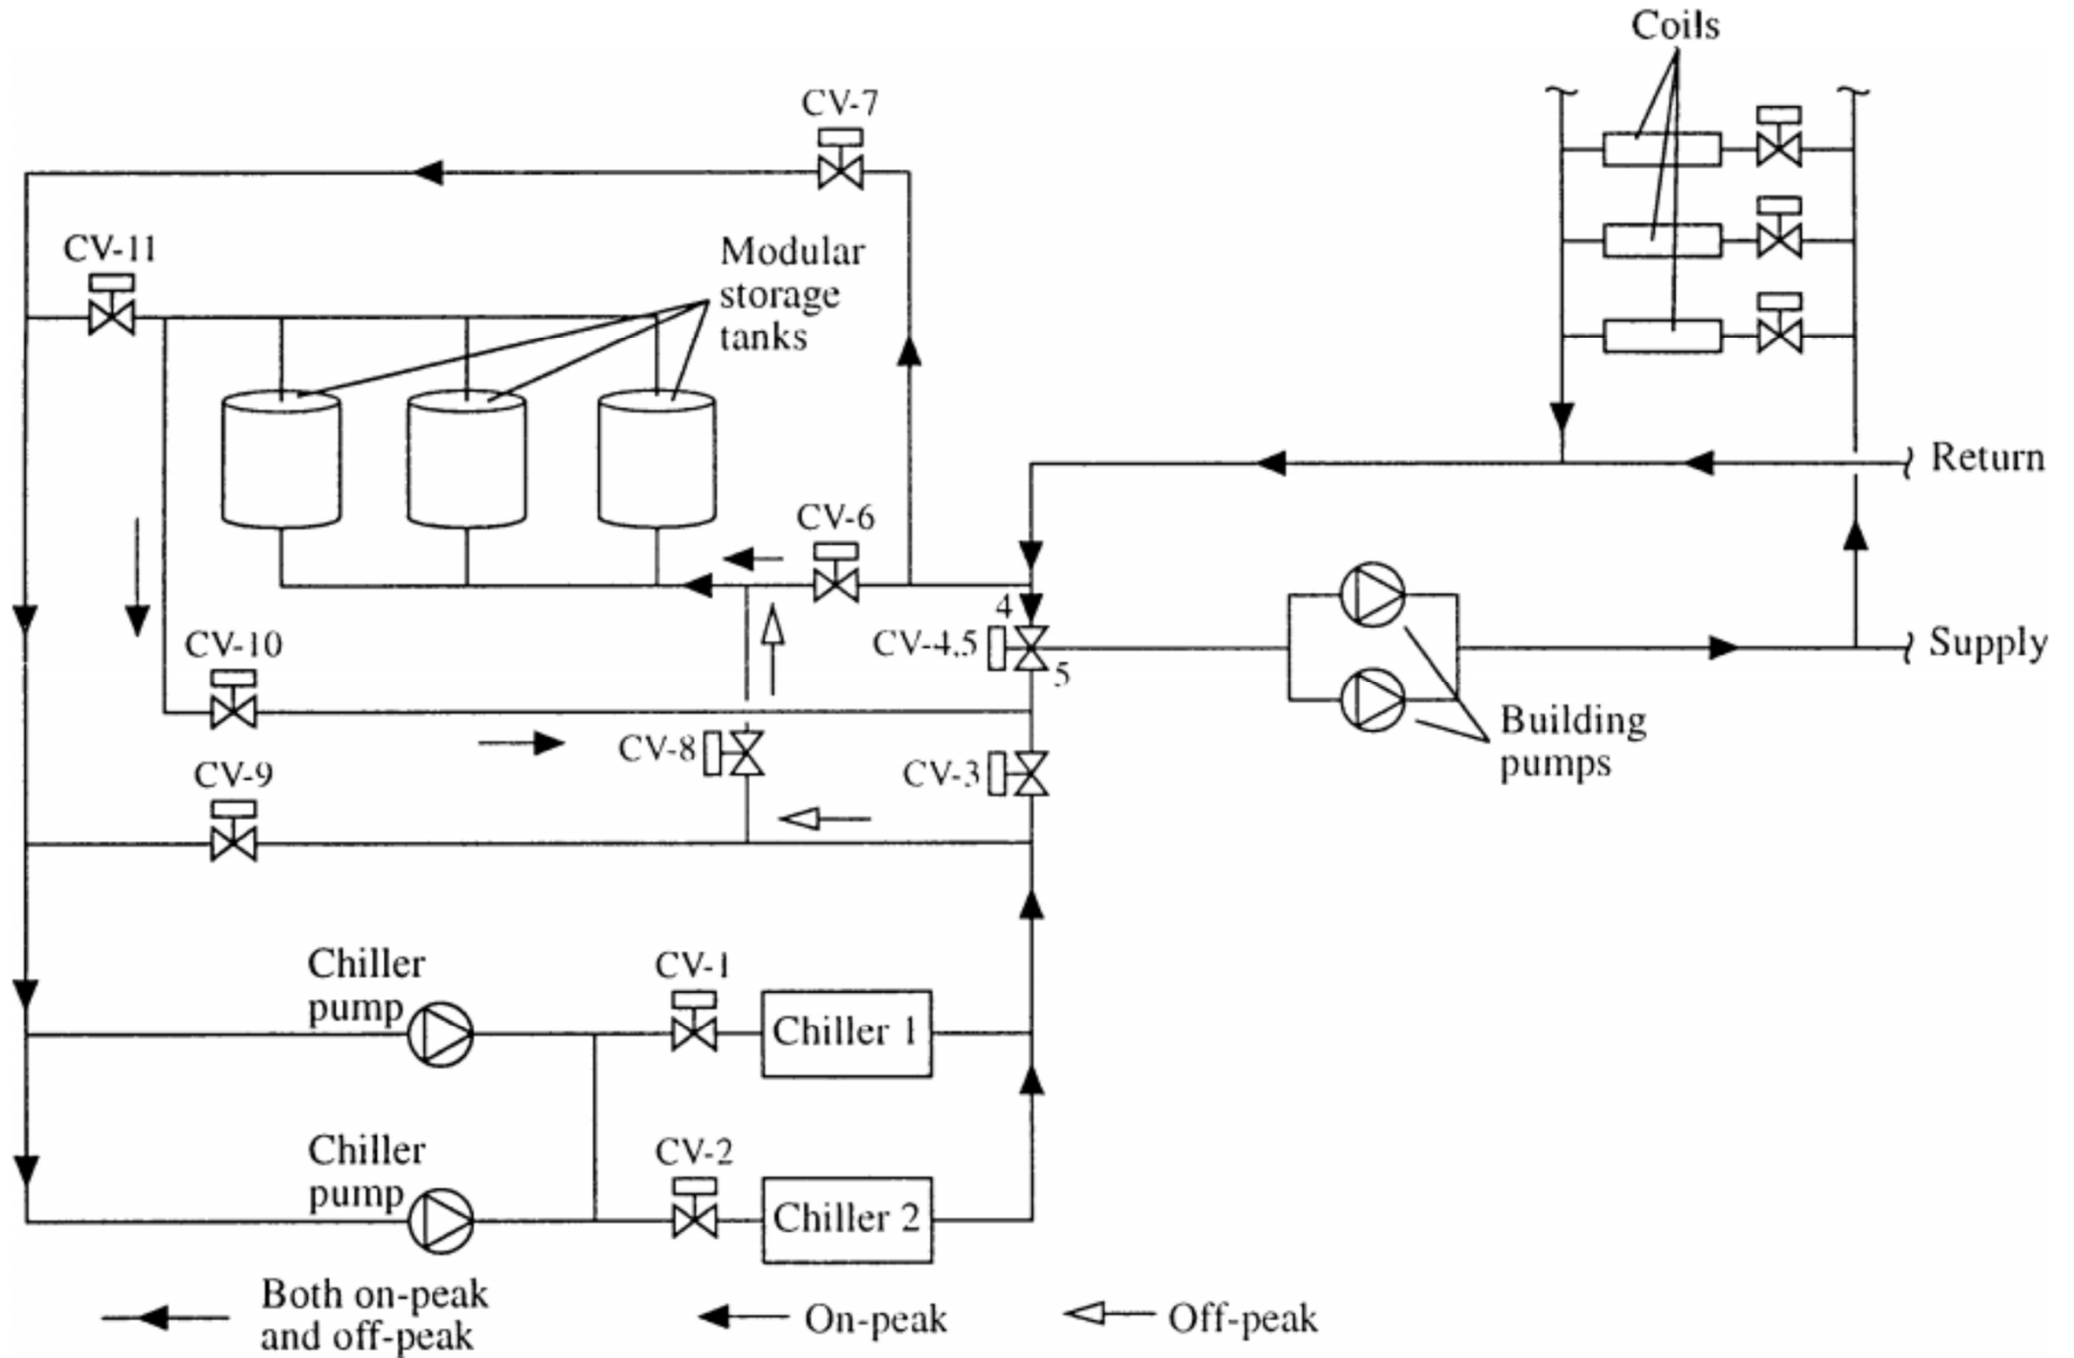 Coils
CV-7
CV-11
Modular
storage
tanks
Return
CV-6
4
CV-4,5
5
Supply
CV-10
Building
pumps
CV-8
CV-3
CV-9
Chiller
pump
CV-1
Chiller 1
Chiller
pump
CV-2
Chiller 2
Both on-peak
and off-peak
On-peak
Off-peak